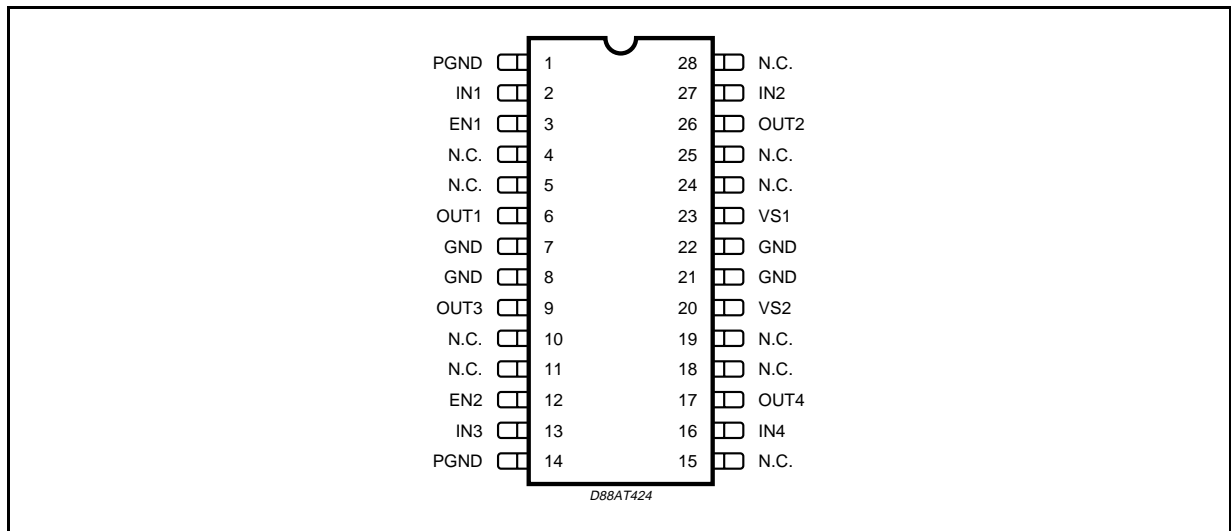 PGND 1 28 N.C.
IN1 2 27 IN2
EN1 3 26 OUT2
N.C. 4 25 N.C.
N.C. 5 24 N.C.
OUT1 6 23 VS1
GND 7 22 GND
GND 8 21 GND
OUT3 9 20 VS2
N.C. 10 19 N.C.
N.C. 11 18 N.C.
EN2 12 17 OUT4
IN3 13 16 IN4
PGND 14 15 N.C.
D88AT424